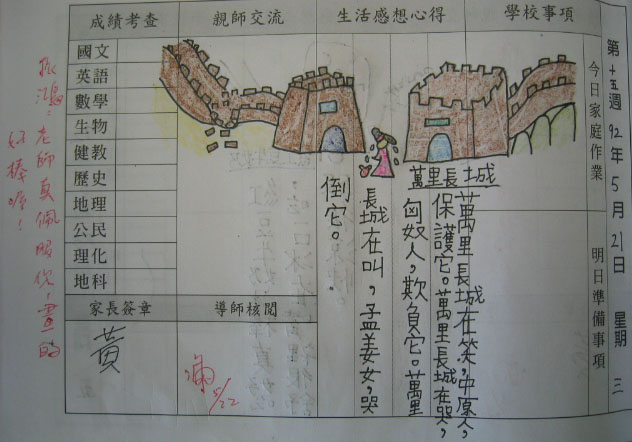 第十五週 92年5月21日 星期三
學校事項
今日家庭作業
明日準備事項
生活感想心得
萬里長城
萬里長城在笑,中原人,
保護它。萬里長城在哭,
匈奴人,欺負它。萬里
長城在叫,孟姜女,哭
倒它。
親師交流
成績考查
國文
英語
數學
生物
健教
歷史
地理
公民
理化
地科
導師核閱
5/22
家長簽章
黃
振鴻:老師真佩服你,畫的
好棒喔!